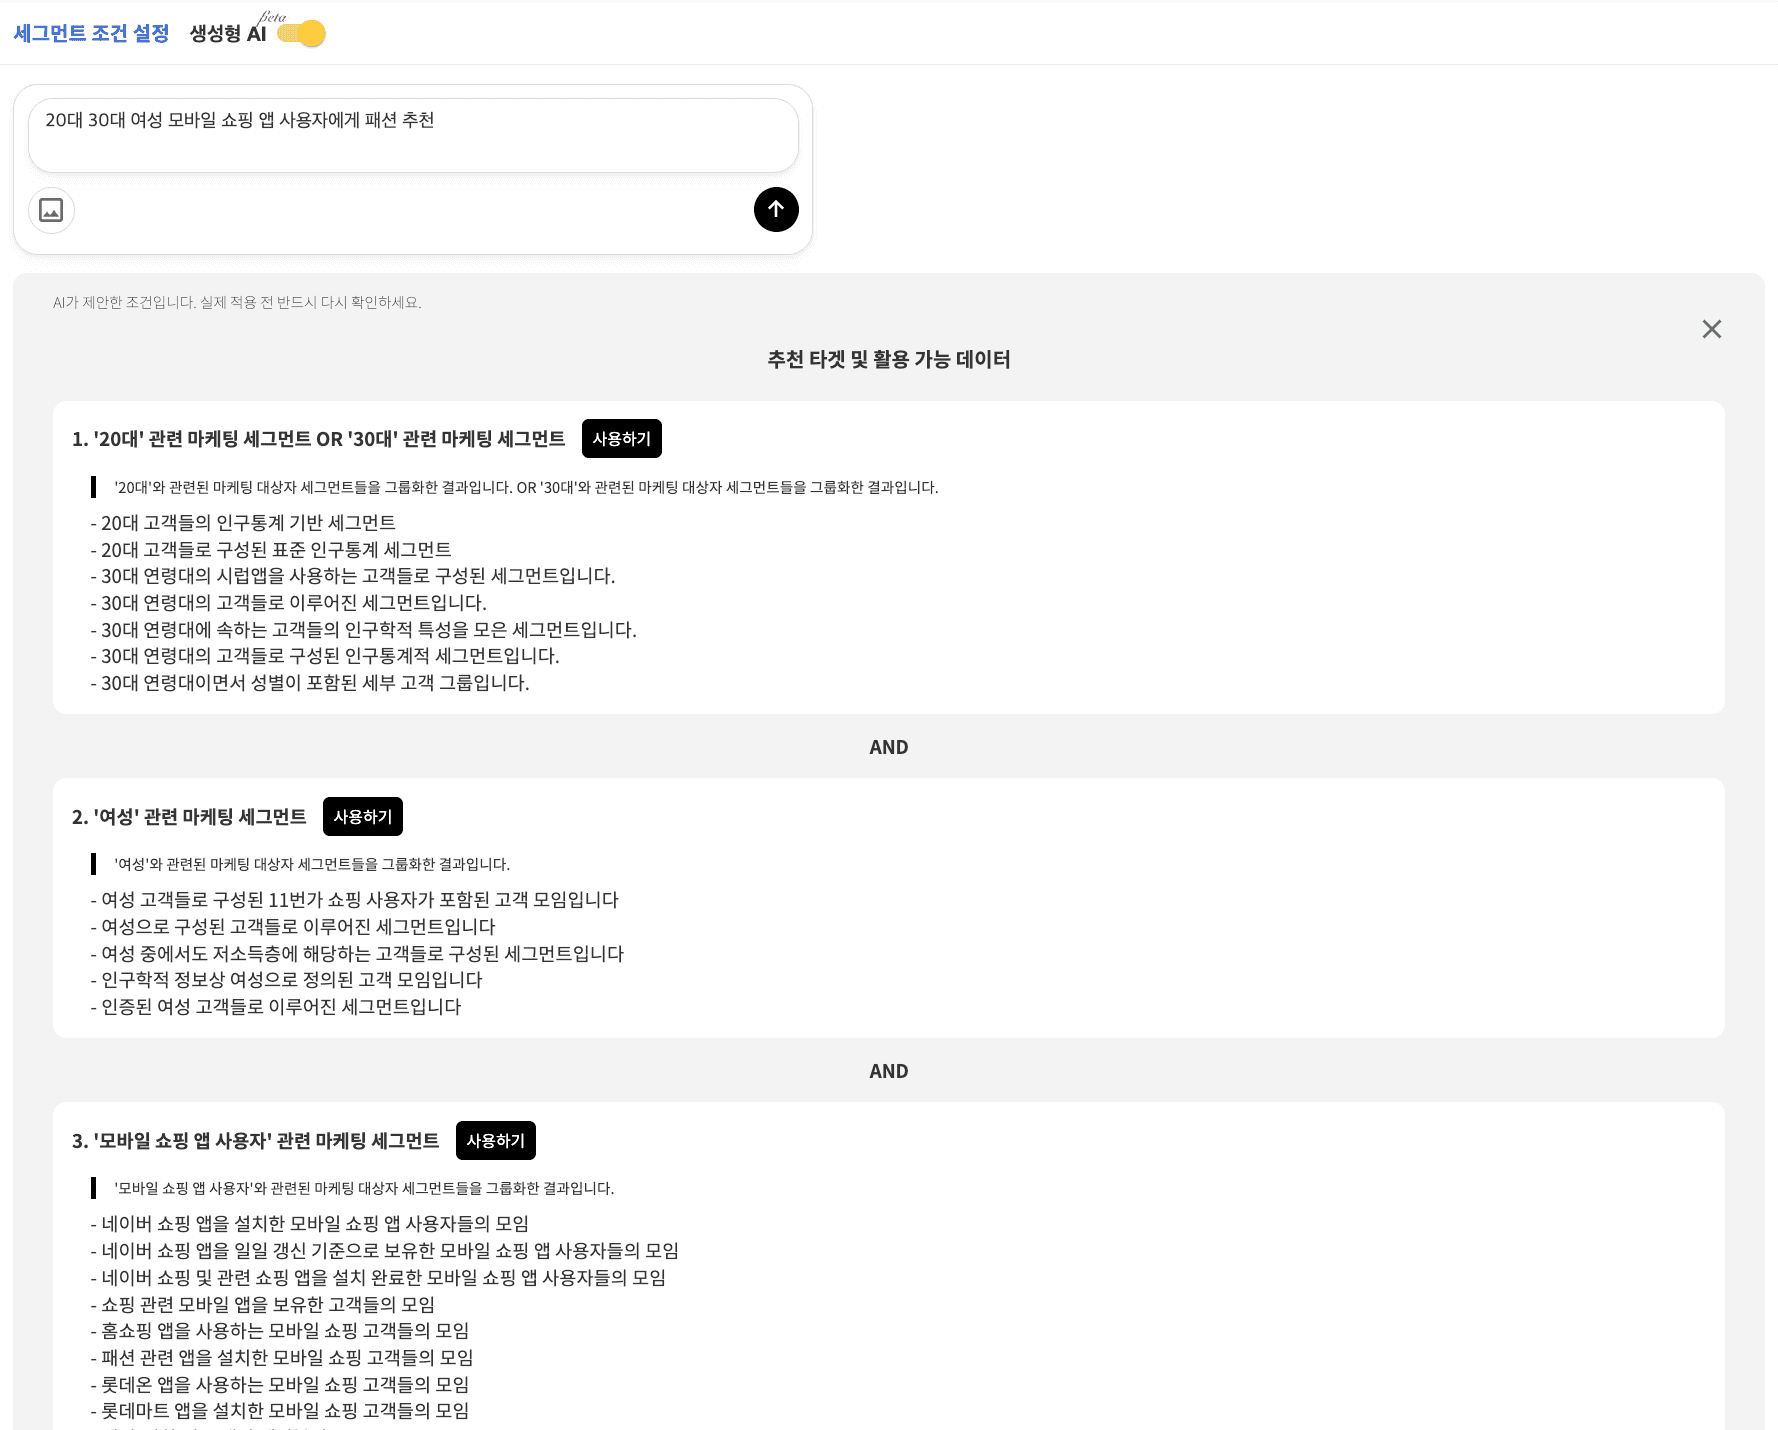 세그먼트 조건 설정 생성형 AI beta
20대 30대 여성 모바일 쇼핑 앱 사용자에게 패션 추천
AI가 제안한 조건입니다. 실제 적용 전 반드시 다시 확인하세요.
추천 타겟 및 활용 가능 데이터
1. '20대' 관련 마케팅 세그먼트 OR '30대' 관련 마케팅 세그먼트 사용하기
'20대'와 관련된 마케팅 대상자 세그먼트들을 그룹화한 결과입니다. OR '30대'와 관련된 마케팅 대상자 세그먼트들을 그룹화한 결과입니다.
- 20대 고객들의 인구통계 기반 세그먼트
- 20대 고객들로 구성된 표준 인구통계 세그먼트
- 30대 연령대의 시럽앱을 사용하는 고객들로 구성된 세그먼트입니다.
- 30대 연령대의 고객들로 이루어진 세그먼트입니다.
- 30대 연령대에 속하는 고객들의 인구학적 특성을 모은 세그먼트입니다.
- 30대 연령대의 고객들로 구성된 인구통계적 세그먼트입니다.
- 30대 연령대이면서 성별이 포함된 세부 고객 그룹입니다.
AND
2. '여성' 관련 마케팅 세그먼트 사용하기
'여성'와 관련된 마케팅 대상자 세그먼트들을 그룹화한 결과입니다.
- 여성 고객들로 구성된 11번가 쇼핑 사용자가 포함된 고객 모임입니다
- 여성으로 구성된 고객들로 이루어진 세그먼트입니다
- 여성 중에서도 저소득층에 해당하는 고객들로 구성된 세그먼트입니다
- 인구학적 정보상 여성으로 정의된 고객 모임입니다
- 인증된 여성 고객들로 이루어진 세그먼트입니다
AND
3. '모바일 쇼핑 앱 사용자' 관련 마케팅 세그먼트 사용하기
'모바일 쇼핑 앱 사용자'와 관련된 마케팅 대상자 세그먼트들을 그룹화한 결과입니다.
- 네이버 쇼핑 앱을 설치한 모바일 쇼핑 앱 사용자들의 모임
- 네이버 쇼핑 앱을 일일 갱신 기준으로 보유한 모바일 쇼핑 앱 사용자들의 모임
- 네이버 쇼핑 및 관련 쇼핑 앱을 설치 완료한 모바일 쇼핑 앱 사용자들의 모임
- 쇼핑 관련 모바일 앱을 보유한 고객들의 모임
- 홈쇼핑 앱을 사용하는 모바일 쇼핑 고객들의 모임
- 패션 관련 앱을 설치한 모바일 쇼핑 고객들의 모임
- 롯데온 앱을 사용하는 모바일 쇼핑 고객들의 모임
- 롯데마트 앱을 설치한 모바일 쇼핑 고객들의 모임